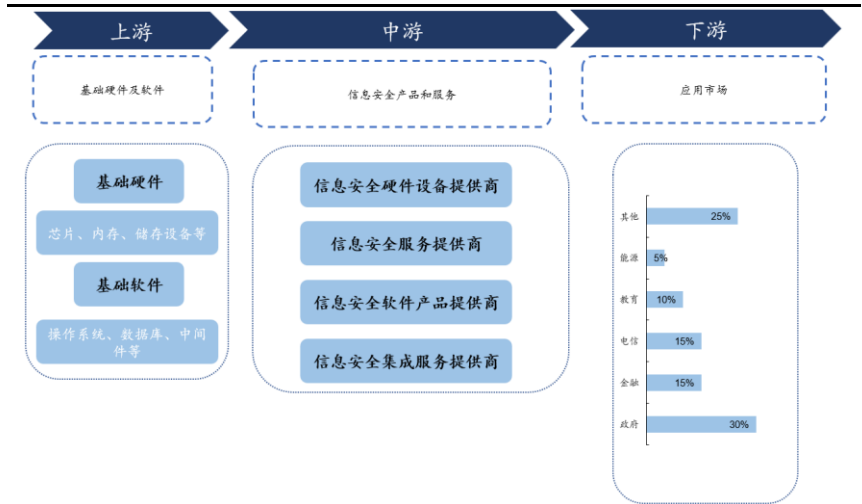 上游
中游
下游
基础硬件及软件
信息安全产品和服务
应用市场
基础硬件
芯片、内存、储存设备等
基础软件
操作系统、数据库、中间
件等
信息安全硬件设备提供商
信息安全服务提供商
信息安全软件产品提供商
信息安全集成服务提供商
其他 25%
能源 5%
教育 10%
电信 15%
金融 15%
政府 30%